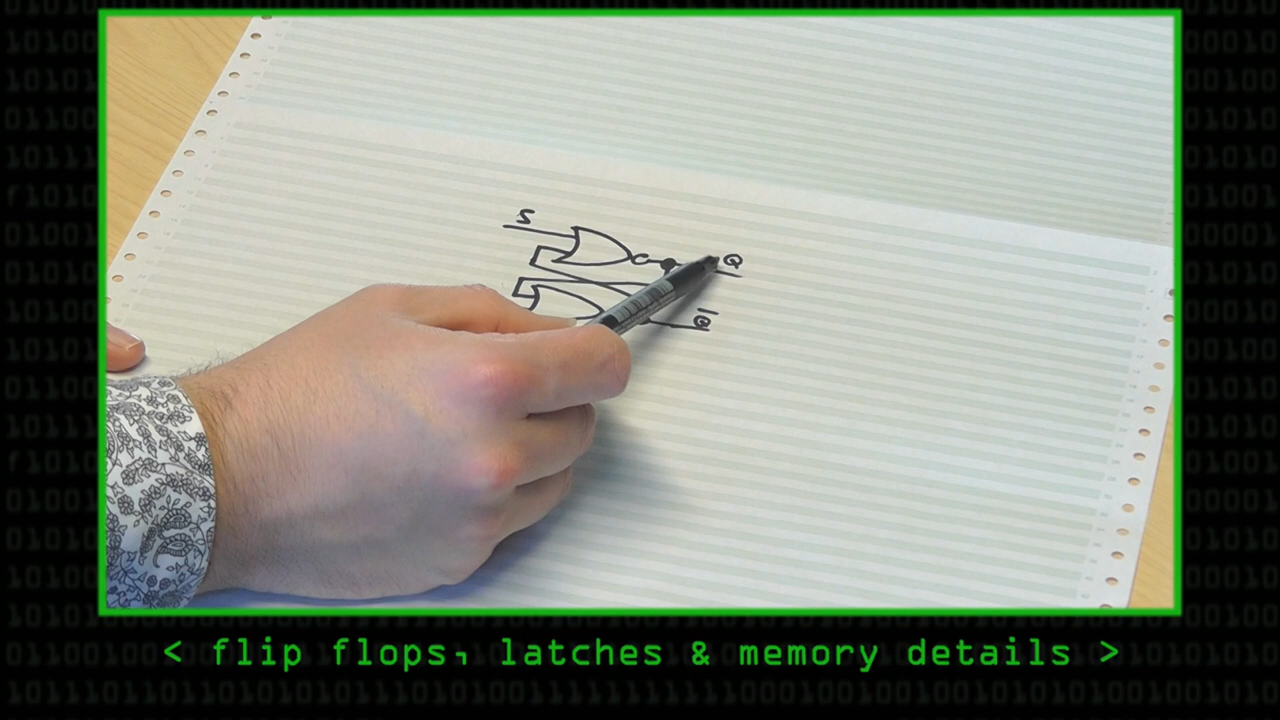 S
Q
Q̅
< flip flops, latches & memory details >